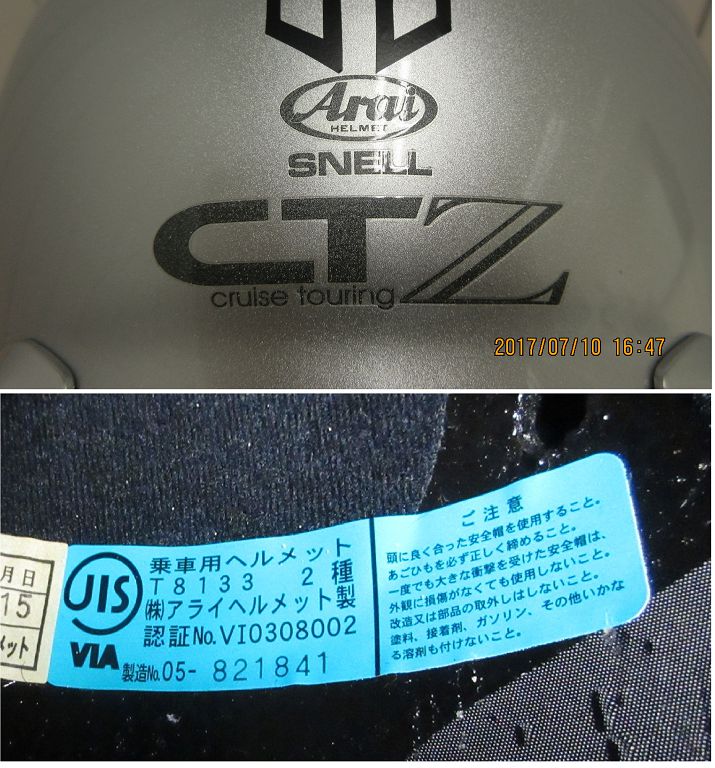 Arai
HELMET
SNELL
CTZ
cruise touring
2017/07/10 16:47
月日
15
メット
JIS
VIA
乗車用ヘルメット
T8133 2種
㈱アライヘルメット製
認証No.VI0308002
製造No.05- 821841
ご注意
頭に良く合った安全帽を使用すること。
あごひもを必ず正しく締めること。
一度でも大きな衝撃を受けた安全帽は、
外観に損傷がなくても使用しないこと。
改造又は部品の取外しはしないこと。
塗料、接着剤、ガソリン、その他いかな
る溶剤も付けないこと。